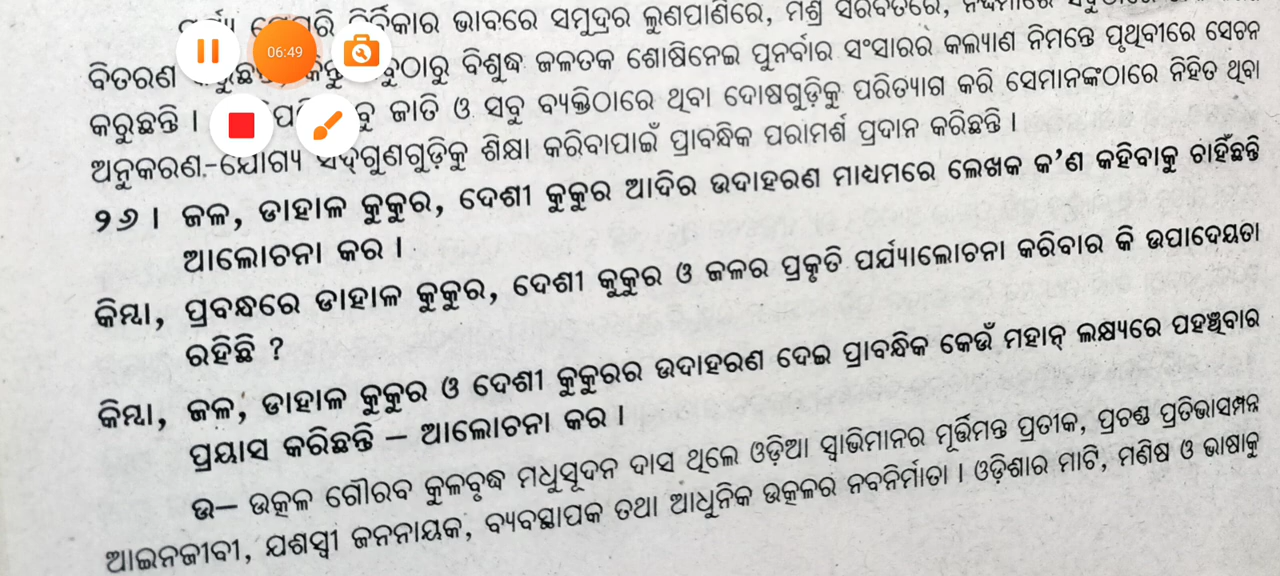 ନିର୍ବିକାର ଭାବରେ ସମୁଦ୍ରର ଲୁଣପାଣିରେ, ମିଶ୍ର ସରବତରେ,
ବିତରଣ ବିଶୁଦ୍ଧ ଜଳତକ ଶୋଷିନେଇ ପୁନର୍ବାର ସଂସାରର କଲ୍ୟାଣ ନିମନ୍ତେ ପୃଥିବୀରେ ସେଚନ
କରୁଛନ୍ତି । ଜାତି ଓ ସବୁ ବ୍ୟକ୍ତିଠାରେ ଥିବା ଦୋଷଗୁଡ଼ିକୁ ପରିତ୍ୟାଗ କରି ସେମାନଙ୍କଠାରେ ନିହିତ ଥିବା
ଅନୁକରଣ-ଯୋଗ୍ୟ ସଦ୍‌ଗୁଣଗୁଡ଼ିକୁ ଶିକ୍ଷା କରିବାପାଇଁ ପ୍ରାବନ୍ଧିକ ପରାମର୍ଶ ପ୍ରଦାନ କରିଛନ୍ତି ।
୨୬ । ଜଳ, ଡାହାଳ କୁକୁର, ଦେଶୀ କୁକୁର ଆଦିର ଉଦାହରଣ ମାଧ୍ୟମରେ ଲେଖକ କ’ଣ କହିବାକୁ ଚାହିଁଛନ୍ତି
ଆଲୋଚନା କର ।
କିମ୍ବା, ପ୍ରବନ୍ଧରେ ଡାହାଳ କୁକୁର, ଦେଶୀ କୁକୁର ଓ ଜଳର ପ୍ରକୃତି ପର୍ଯ୍ୟାଲୋଚନା କରିବାର କି ଉପାଦେୟତା
ରହିଛି ?
କିମ୍ବା, ଜଳ, ଡାହାଳ କୁକୁର ଓ ଦେଶୀ କୁକୁରର ଉଦାହରଣ ଦେଇ ପ୍ରାବନ୍ଧିକ କେଉଁ ମହାନ୍ ଲକ୍ଷ୍ୟରେ ପହଞ୍ଚିବାର
ପ୍ରୟାସ କରିଛନ୍ତି – ଆଲୋଚନା କର ।
ଉ– ଉତ୍କଳ ଗୌରବ କୁଳବୃଦ୍ଧ ମଧୁସୂଦନ ଦାସ ଥିଲେ ଓଡ଼ିଆ ସ୍ୱାଭିମାନର ମୂର୍ତ୍ତିମନ୍ତ ପ୍ରତୀକ, ପ୍ରଚଣ୍ଡ ପ୍ରତିଭାସମ୍ପନ୍ନ
ଆଇନଜୀବୀ, ଯଶସ୍ୱୀ ଜନନାୟକ, ବ୍ୟବସ୍ଥାପକ ତଥା ଆଧୁନିକ ଉତ୍କଳର ନବନିର୍ମାତା । ଓଡ଼ିଶାର ମାଟି, ମଣିଷ ଓ ଭାଷାକୁ
06:49